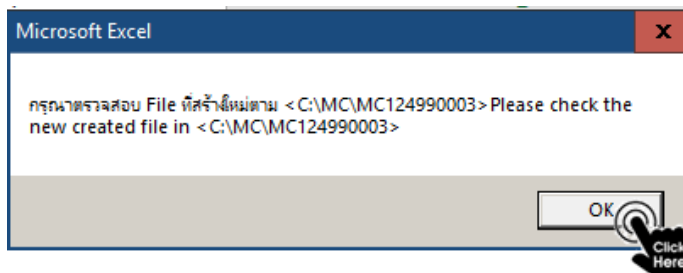 Microsoft Excel
x
กรุณาตรวจสอบ File ที่สร้างใหม่ตาม <C:\MC\MC124990003>Please check the
new created file in <C:\MC\MC124990003>
OK
Click
Here